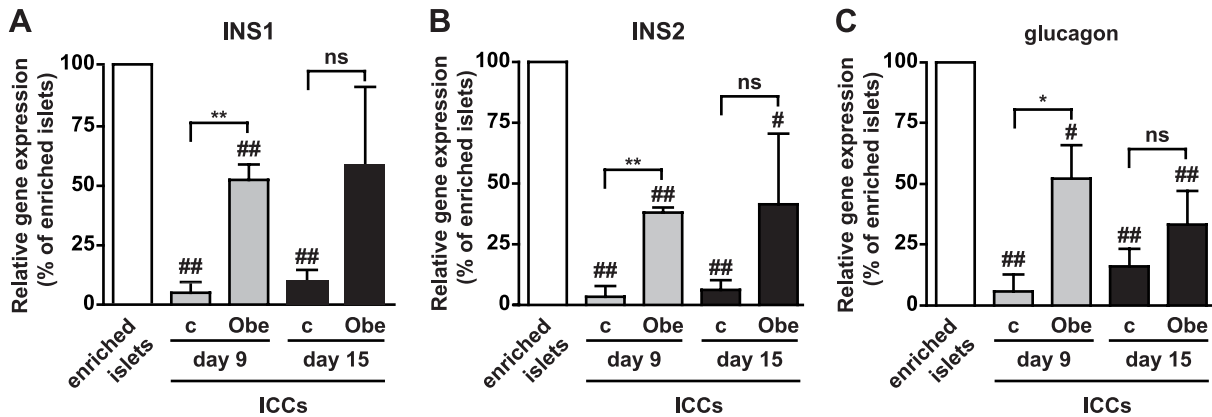 A
INS1
Relative gene expression
(% of enriched islets)
100
75
50
25
0
**
ns
##
##
##
enriched
islets
c
Obe
c
Obe
day 9
day 15
ICCs
B
INS2
Relative gene expression
(% of enriched islets)
100
75
50
25
0
**
ns
##
##
##
#
enriched
islets
c
Obe
c
Obe
day 9
day 15
ICCs
C
glucagon
Relative gene expression
(% of enriched islets)
100
75
50
25
0
*
ns
##
#
##
##
enriched
islets
c
Obe
c
Obe
day 9
day 15
ICCs